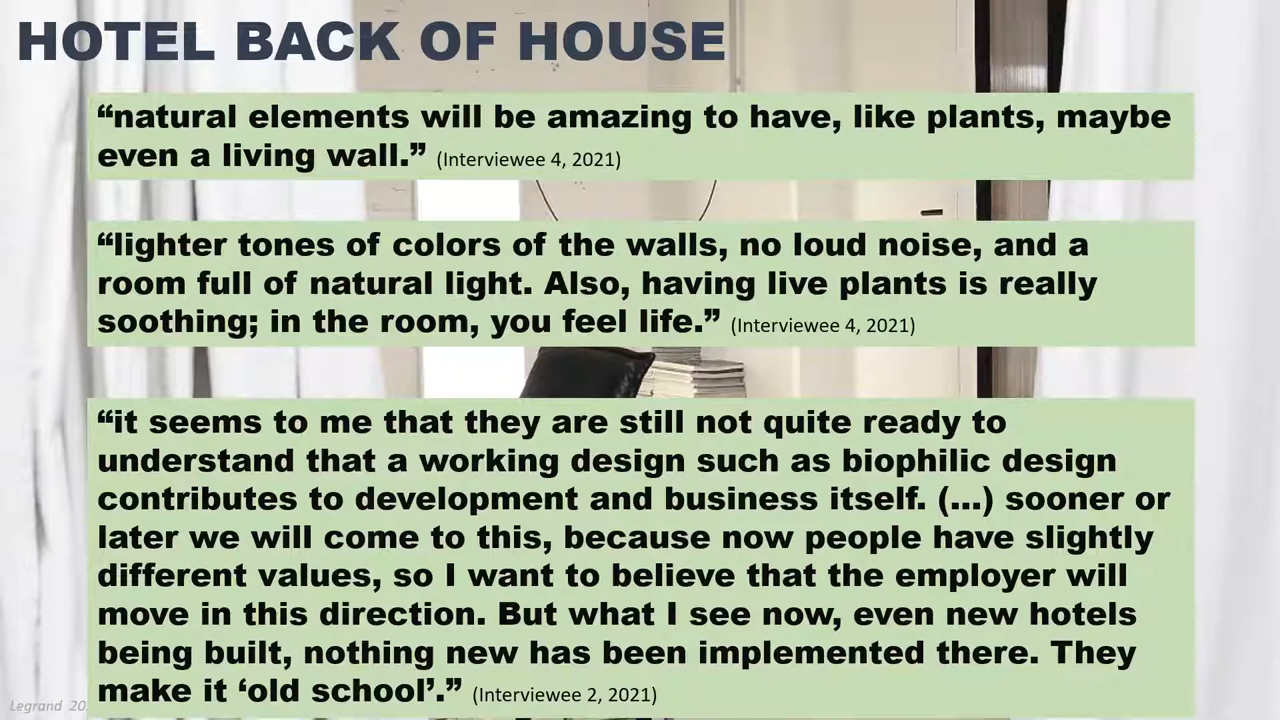 HOTEL BACK OF HOUSE
“natural elements will be amazing to have, like plants, maybe
even a living wall.” (Interviewee 4, 2021)
“lighter tones of colors of the walls, no loud noise, and a
room full of natural light. Also, having live plants is really
soothing; in the room, you feel life.” (Interviewee 4, 2021)
“it seems to me that they are still not quite ready to
understand that a working design such as biophilic design
contributes to development and business itself. (...) sooner or
later we will come to this, because now people have slightly
different values, so I want to believe that the employer will
move in this direction. But what I see now, even new hotels
being built, nothing new has been implemented there. They
make it ‘old school’.” (Interviewee 2, 2021)
Legrand